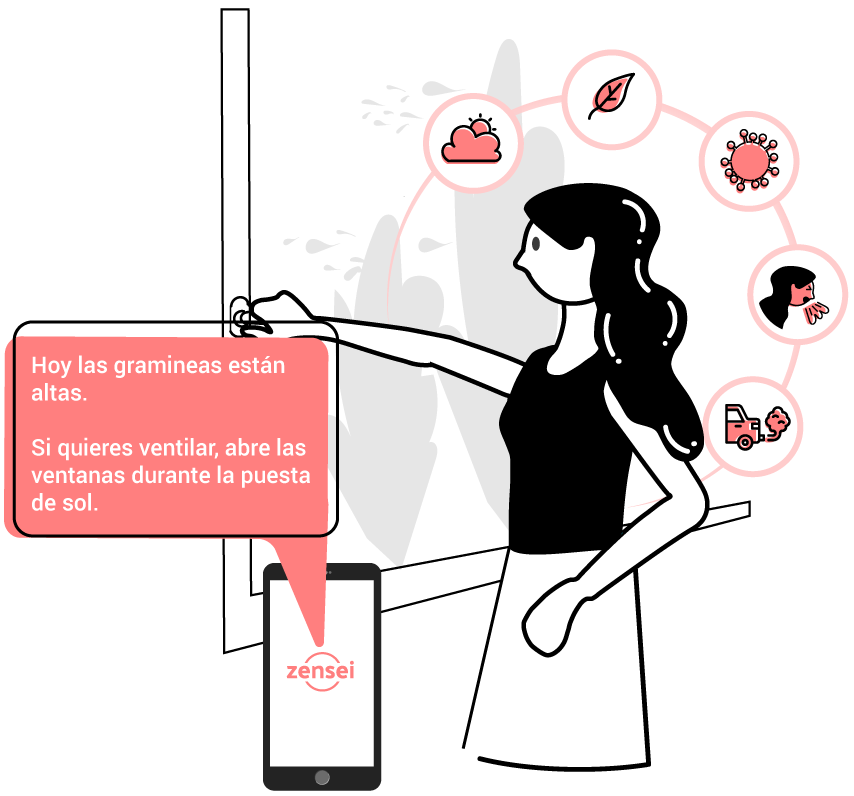 Hoy las gramineas están
altas.
Si quieres ventilar, abre las
ventanas durante la puesta
de sol.
zensei